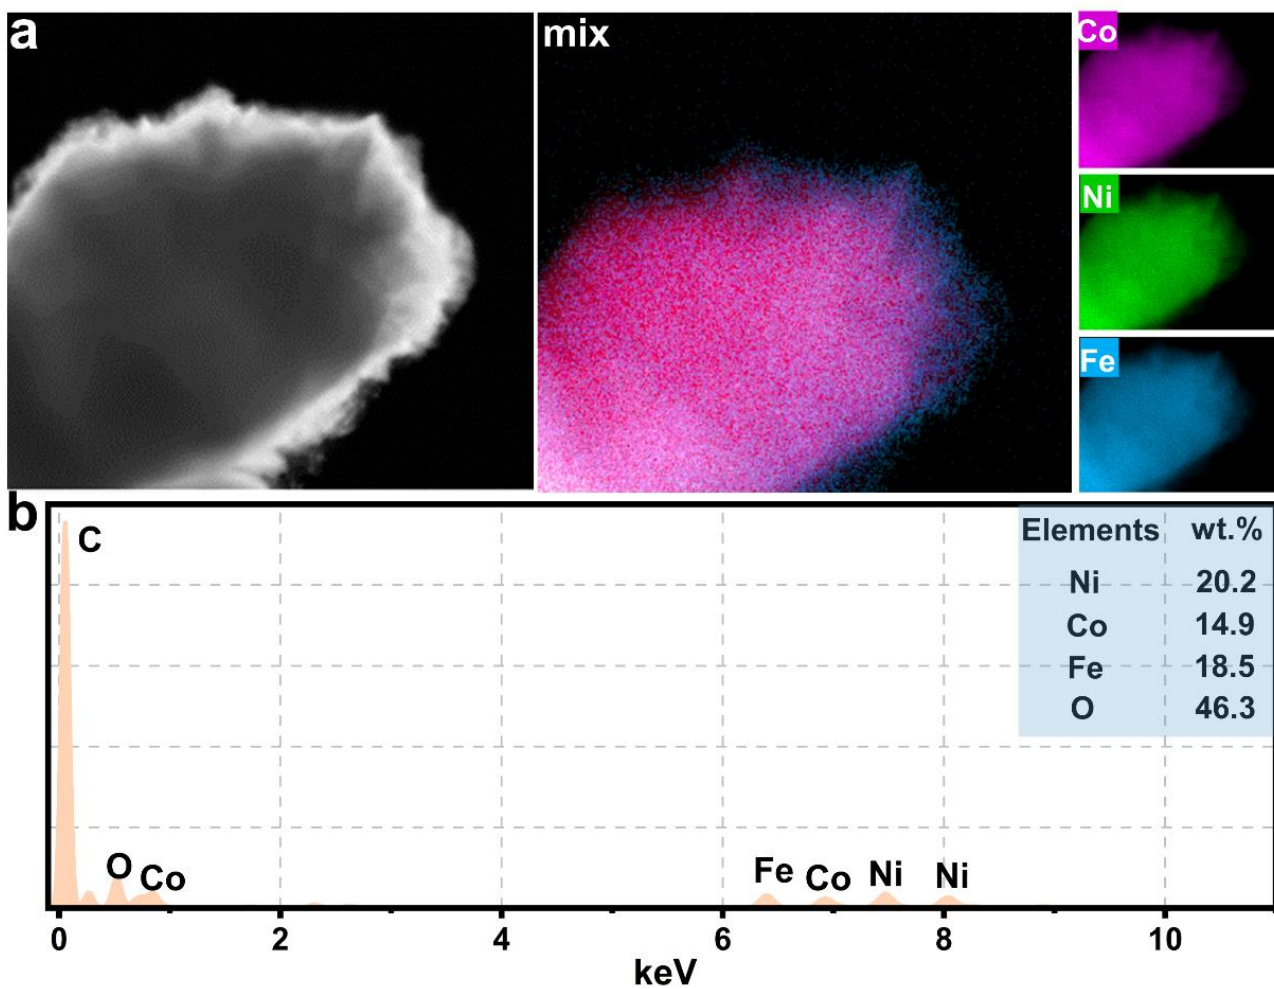 a
mix
Co
Ni
Fe
b
C
Elements wt.%
Ni 20.2
Co 14.9
Fe 18.5
O 46.3
O
Co
Fe
Co
Ni
Ni
0 2 4 6 8 10
keV